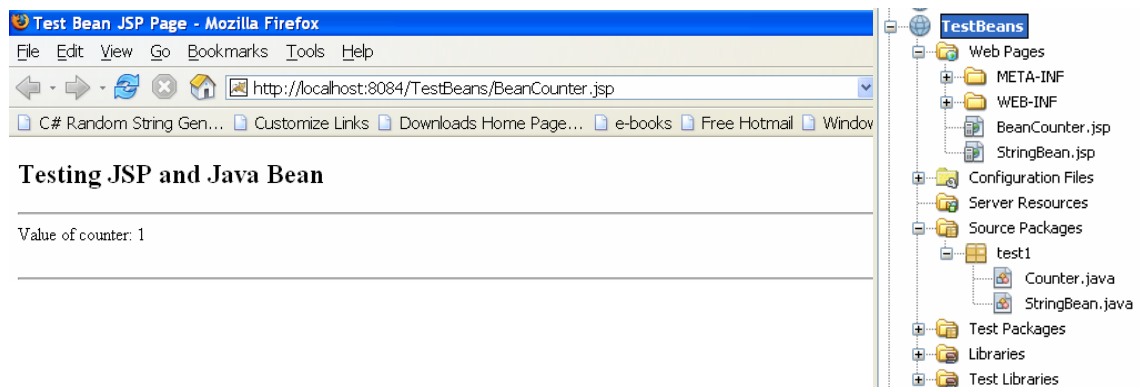 Test Bean JSP Page - Mozilla Firefox
File Edit View Go Bookmarks Tools Help
http://localhost:8084/TestBeans/BeanCounter.jsp
C# Random String Gen... Customize Links Downloads Home Page... e-books Free Hotmail Window
Testing JSP and Java Bean
Value of counter: 1
TestBeans
Web Pages
META-INF
WEB-INF
BeanCounter.jsp
StringBean.jsp
Configuration Files
Server Resources
Source Packages
test1
Counter.java
StringBean.java
Test Packages
Libraries
Test Libraries